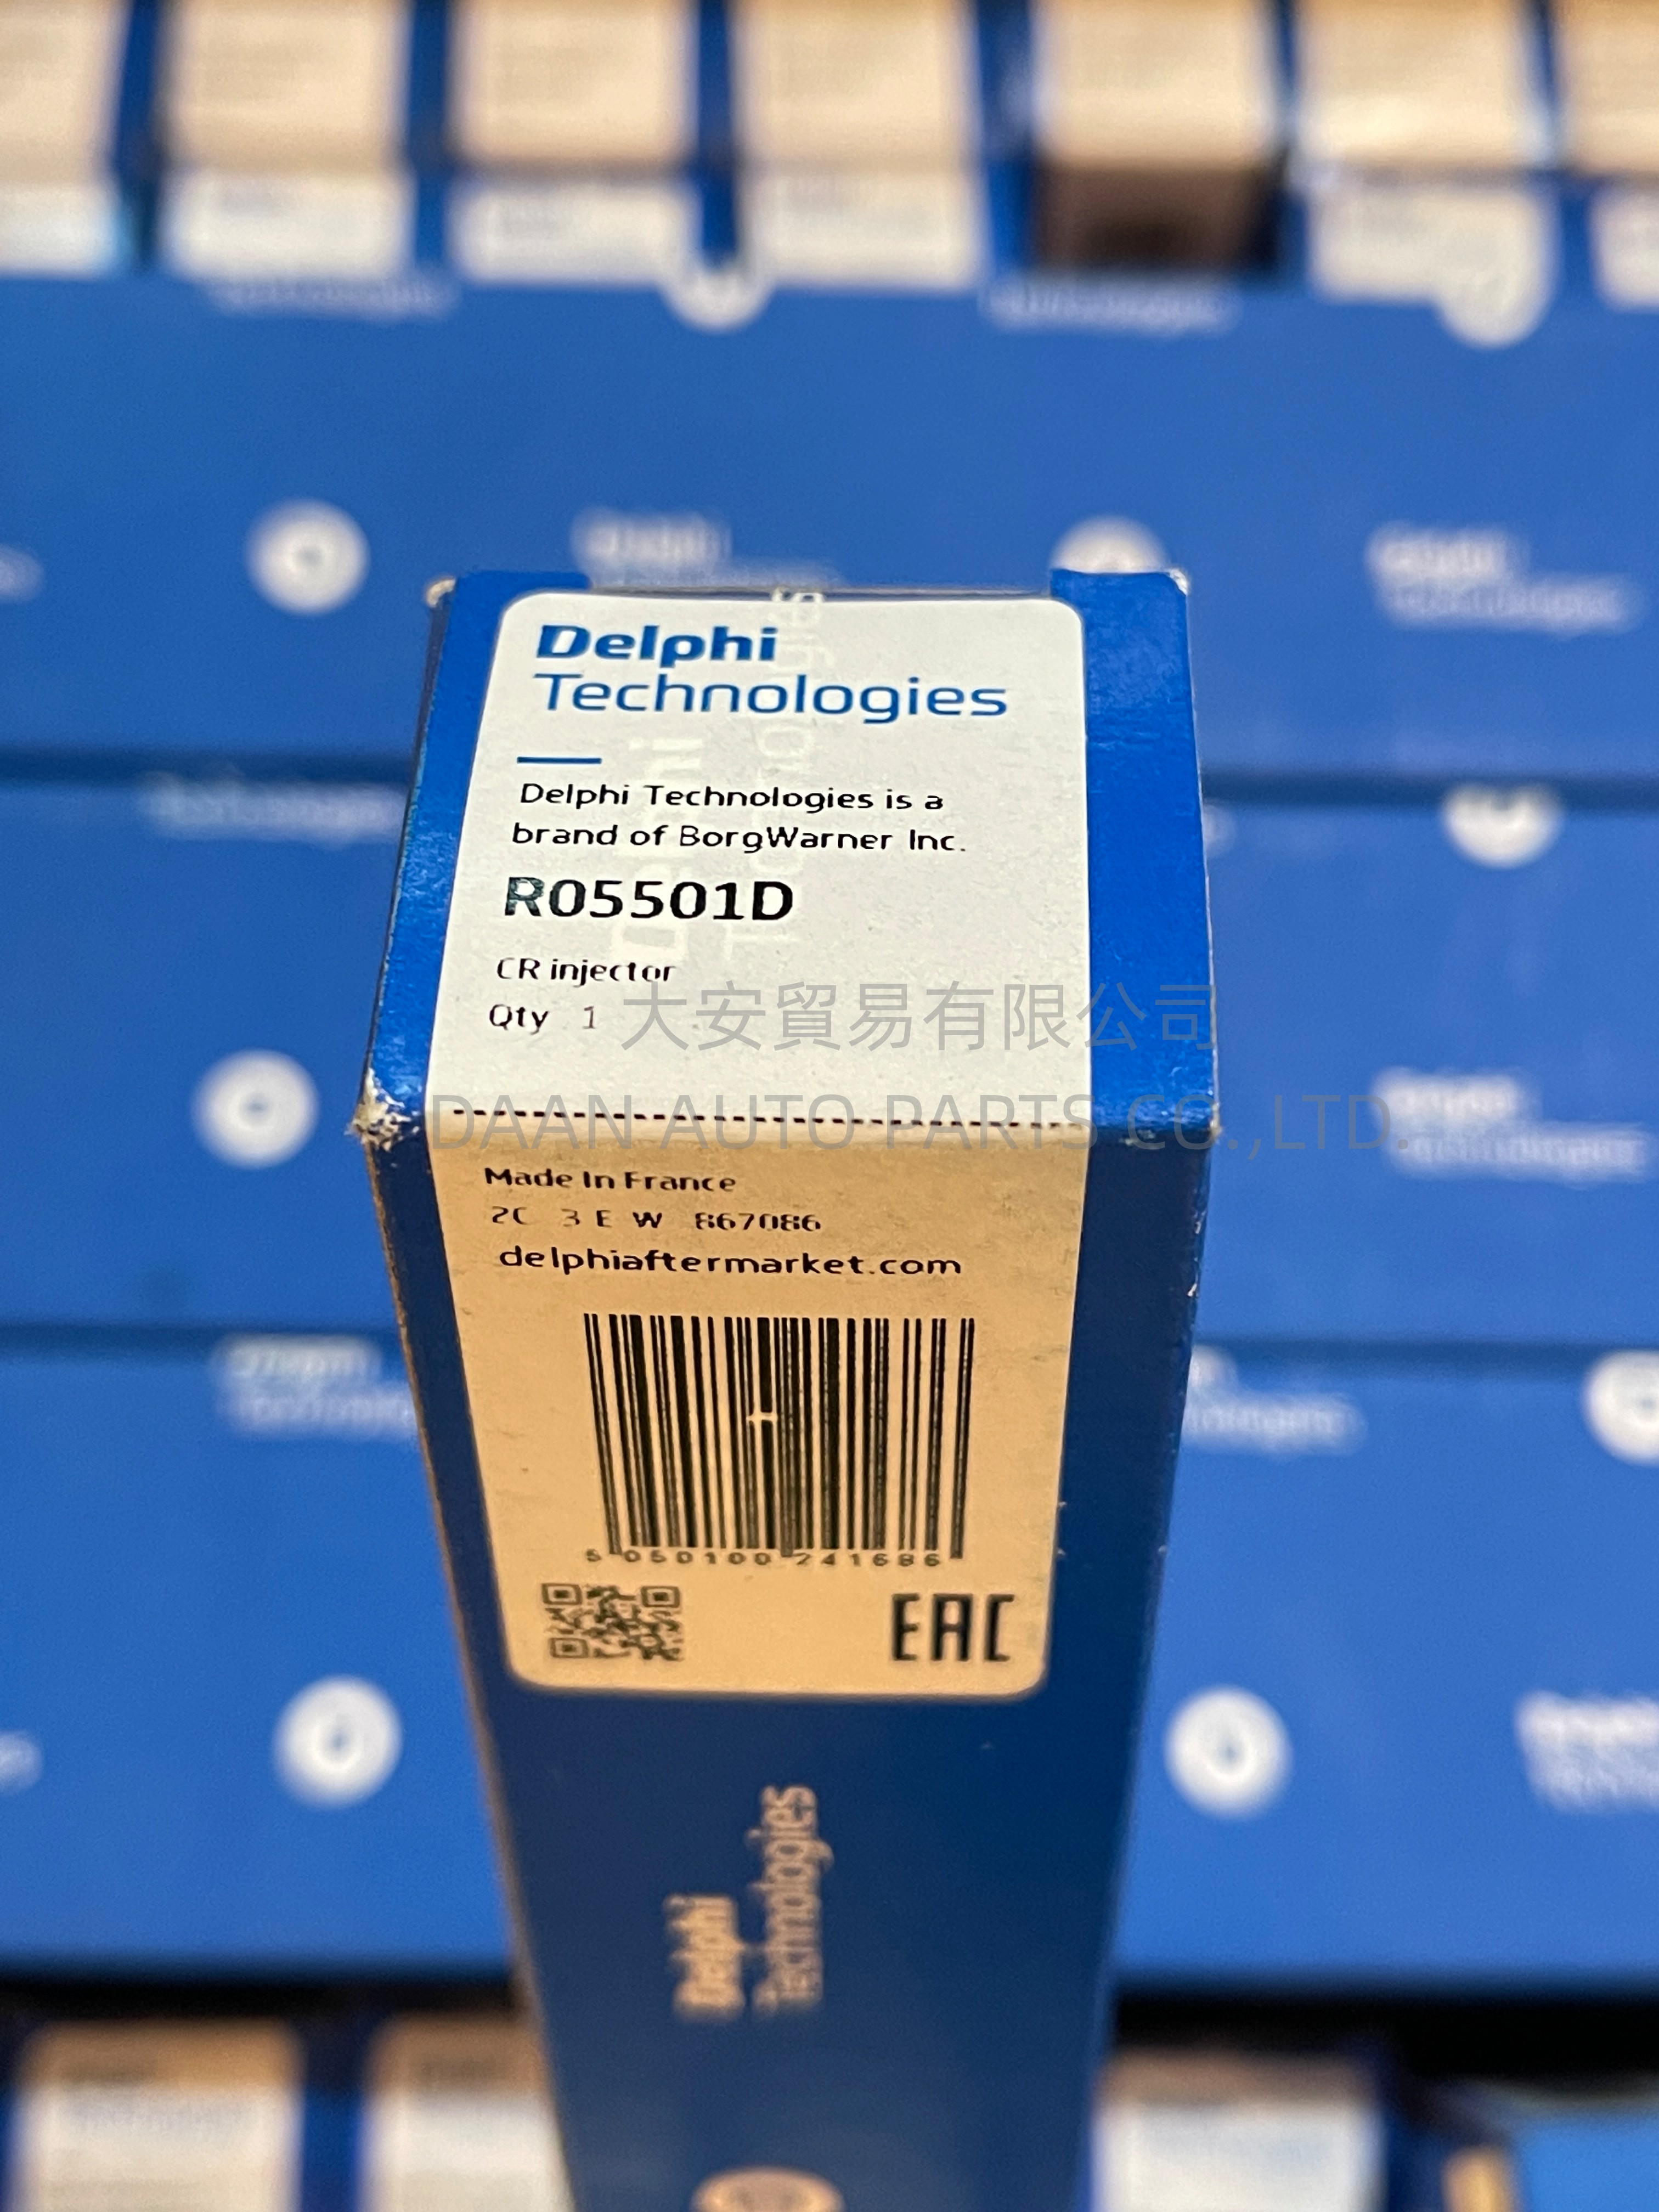 Delphi
Technologies
Delphi Technologies is a
brand of BorgWarner Inc.
R05501D
CR injector
Qty 1
大安貿易有限公司
DAAN AUTO PARTS CO.,LTD.
Made In France
2C 3 E W 867086
delphiaftermarket.com
5 050100 241686
EAC
Delphi
Technologies